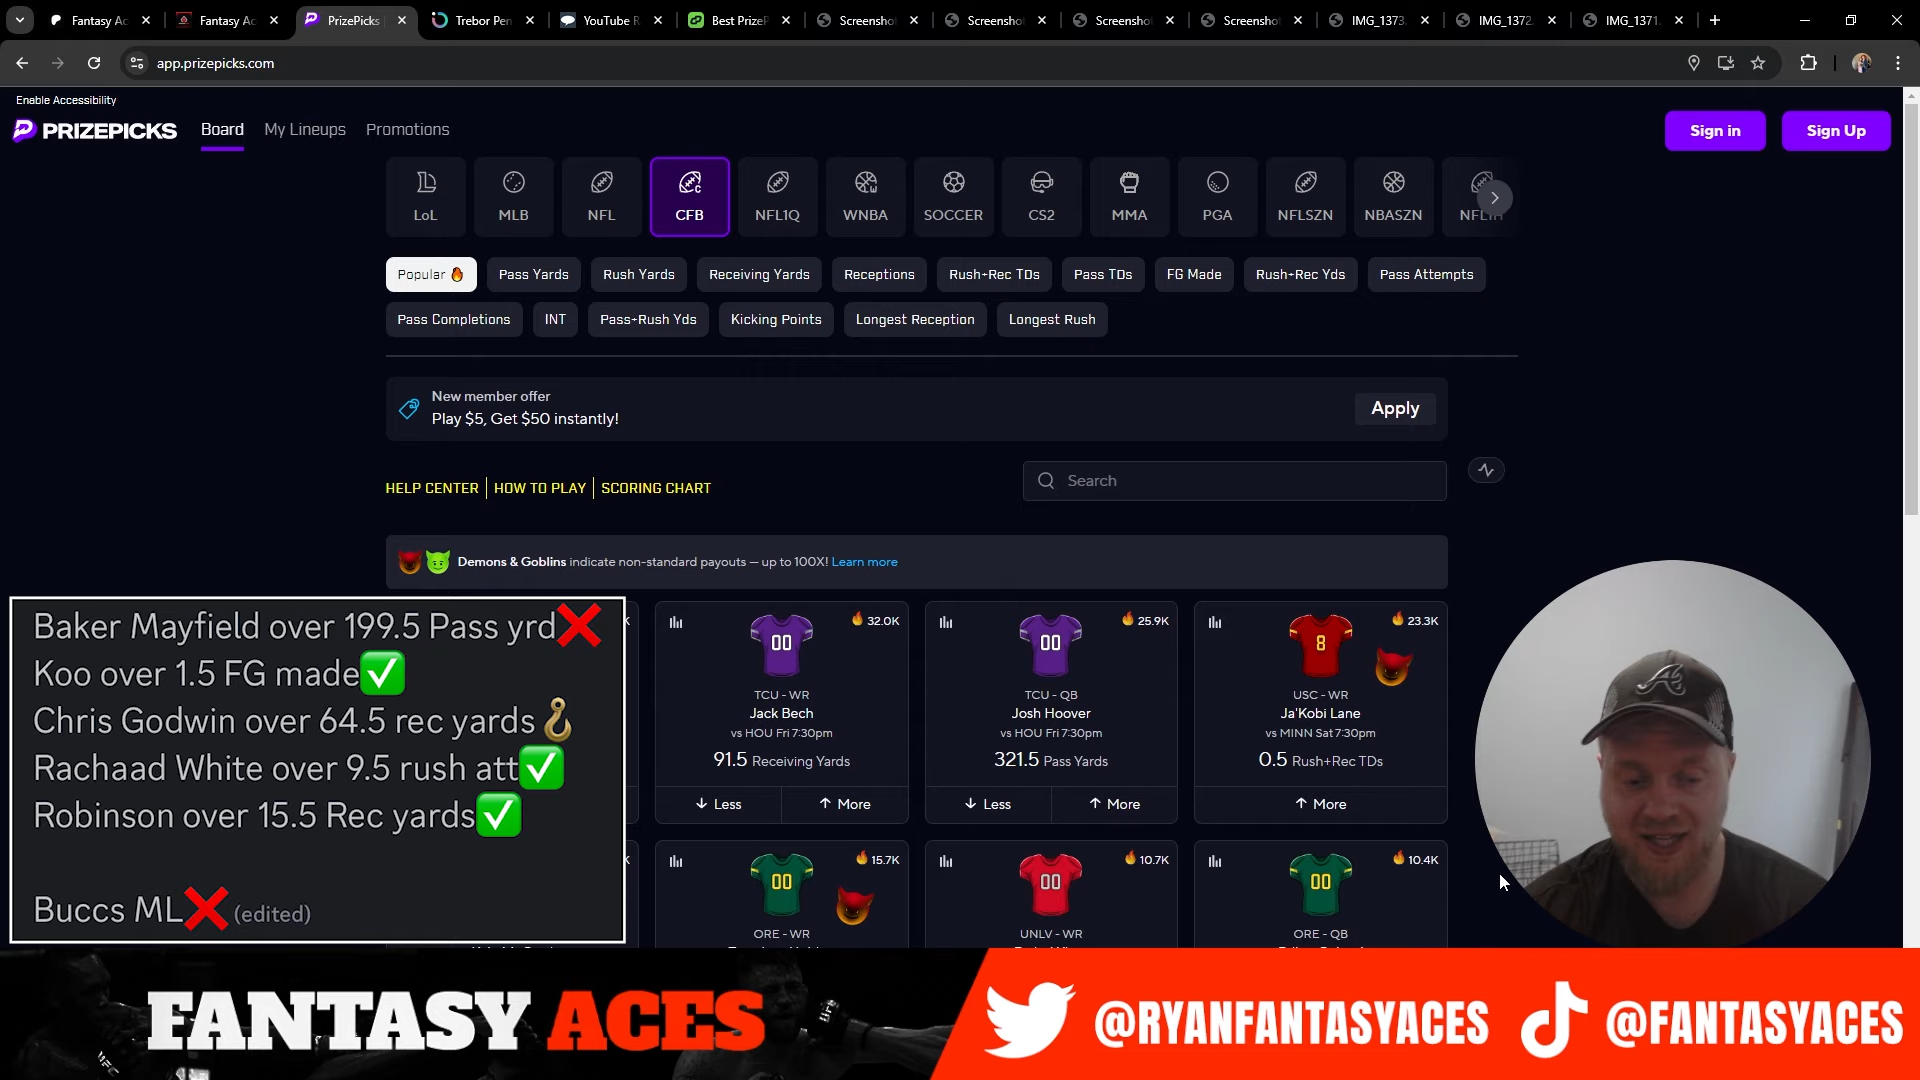 Fantasy Ac
Fantasy Ac
PrizePicks
Trebor Pen
YouTube R
Best PrizeP
Screensho
Screensho
Screensho
Screensho
IMG_1373.
IMG_1372.
IMG_1371.
app.prizepicks.com
Enable Accessibility
PRIZEPICKS
Board
My Lineups
Promotions
Sign in
Sign Up
LoL
MLB
NFL
CFB
NFL1Q
WNBA
SOCCER
CS2
MMA
PGA
NFLSZN
NBASZN
Popular
Pass Yards
Rush Yards
Receiving Yards
Receptions
Rush+Rec TDs
Pass TDs
FG Made
Rush+Rec Yds
Pass Attempts
Pass Completions
INT
Pass+Rush Yds
Kicking Points
Longest Reception
Longest Rush
New member offer
Play $5, Get $50 instantly!
Apply
HELP CENTER
HOW TO PLAY
SCORING CHART
Search
Demons & Goblins indicate non-standard payouts – up to 100X! Learn more
Baker Mayfield over 199.5 Pass yrd❌
Koo over 1.5 FG made✅
Chris Godwin over 64.5 rec yards🪝
Rachaad White over 9.5 rush att✅
Robinson over 15.5 Rec yards✅
Buccs ML❌ (edited)
32.0K
00
TCU - WR
Jack Bech
vs HOU Fri 7:30pm
91.5 Receiving Yards
↓ Less
↑ More
25.9K
00
TCU - QB
Josh Hoover
vs HOU Fri 7:30pm
321.5 Pass Yards
↓ Less
↑ More
23.3K
8
USC - WR
Ja'Kobi Lane
vs MINN Sat 7:30pm
0.5 Rush+Rec TDs
↑ More
15.7K
00
ORE - WR
10.7K
00
UNLV - WR
10.4K
00
ORE - QB
FANTASY ACES
@RYANFANTASYACES
@FANTASYACES